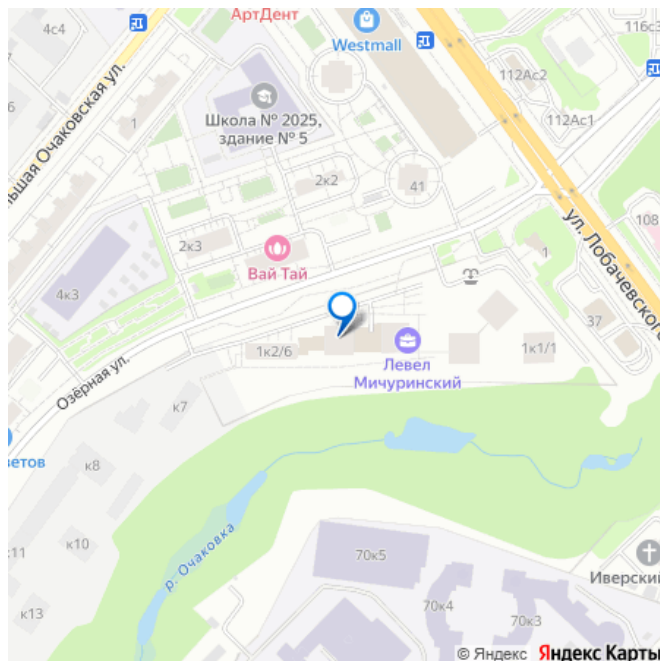 АртДент
4с4
116с3
Westmall
112Ас2
112Ас1
льшая Очаковская ул.
6
1
Школа № 2025,
здание № 5
2к2
41
2к3
Вай Тай
108
ул. Лобачевского
1
4к3
37
1к2/6
Левел
Мичуринский
1к1/1
Озёрная ул.
к7
ветов
к8
р. Очаковка
к11
к10
70к5
Иверский
к13
70к4
70к3
© Яндекс Яндекс Карты